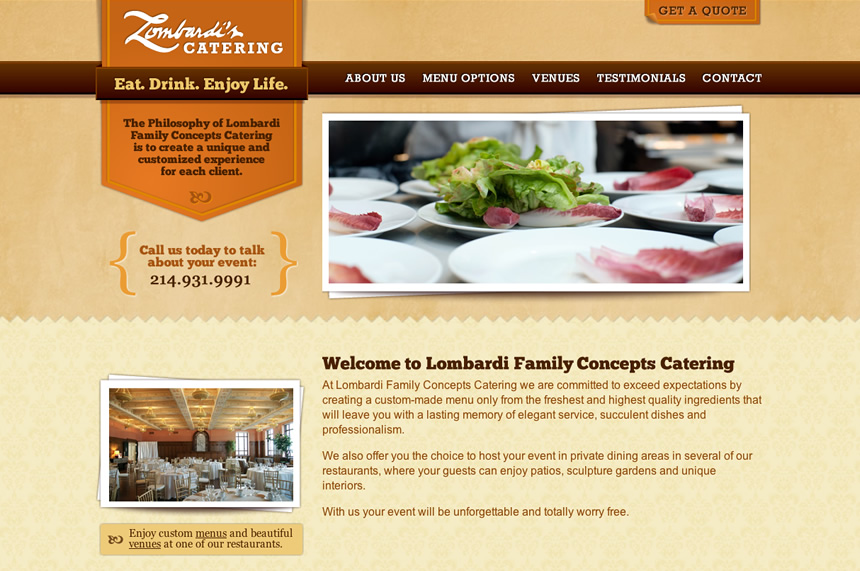 Lombardi's
CATERING
GET A QUOTE
Eat. Drink. Enjoy Life.
ABOUT US MENU OPTIONS VENUES TESTIMONIALS CONTACT
The Philosophy of Lombardi
Family Concepts Catering
is to create a unique and
customized experience
for each client.
Call us today to talk
about your event:
214.931.9991
Welcome to Lombardi Family Concepts Catering
At Lombardi Family Concepts Catering we are committed to exceed expectations by
creating a custom-made menu only from the freshest and highest quality ingredients that
will leave you with a lasting memory of elegant service, succulent dishes and
professionalism.
We also offer you the choice to host your event in private dining areas in several of our
restaurants, where your guests can enjoy patios, sculpture gardens and unique
interiors.
With us your event will be unforgettable and totally worry free.
Enjoy custom menus and beautiful
venues at one of our restaurants.